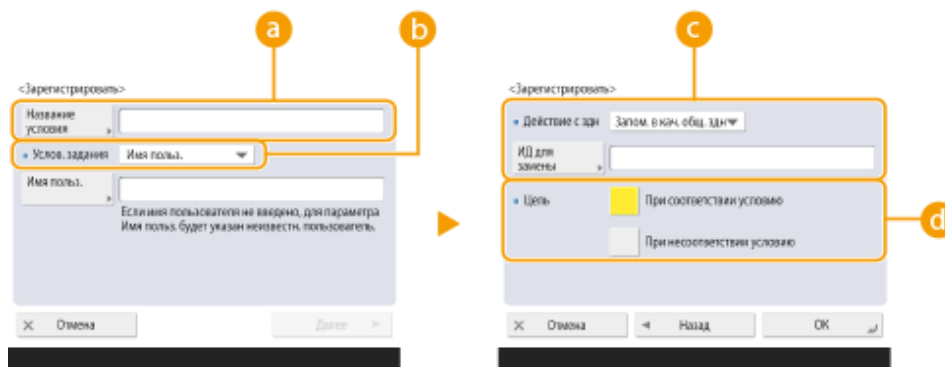 a
b
c
<Зарегистрировать>
Название
условия
Услов. задания
Имя польз.
Имя польз.
Если имя пользователя не введено, для параметра
Имя польз. будет указан неизвестн. пользователь.
Отмена
Далее
<Зарегистрировать>
Действие с здн
Запом. в кач. общ. здн
ИД для
замены
Цель
При соответствии условию
При несоответствии условию
d
Отмена
Назад
OK